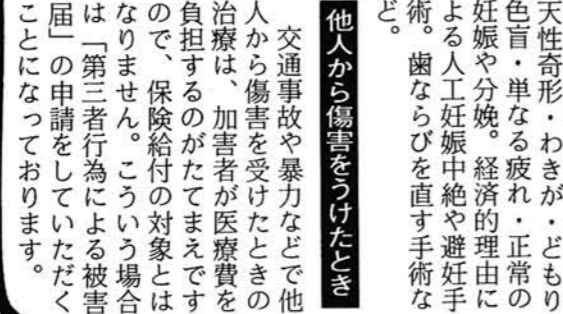 天性奇形・わきが・どもり
色盲・単なる疲れ・正常の
妊娠や分娩。経済的理由に
よる人工妊娠中絶や避妊手
術。歯ならびを直す手術な
ど。
他人から傷害をうけたとき
交通事故や暴力などで他
人から傷害を受けたときの
治療は、加害者が医療費を
負担するのがたてまえです
ので、保険給付の対象とは
なりません。こういう場合
は「第三者行為による被害
届」の申請をしていただく
ことになっております。